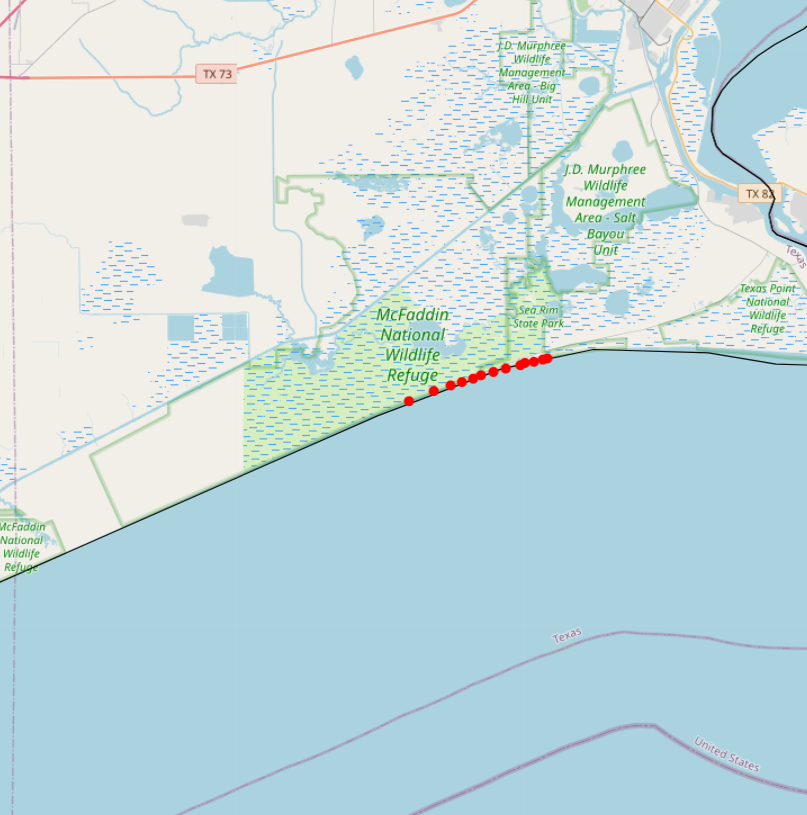 J.D. Murphree
Wildlife
Management
Area - Big
Hill Unit
TX 73
J.D. Murphree
Wildlife
Management
Area - Salt
Bayou
Unit
TX 82
Texas
Texas Point
National
Wildlife
Refuge
Sea Rim
State Park
McFaddin
National
Wildlife
Refuge
McFaddin
National
Wildlife
Refuge
Texas
United States